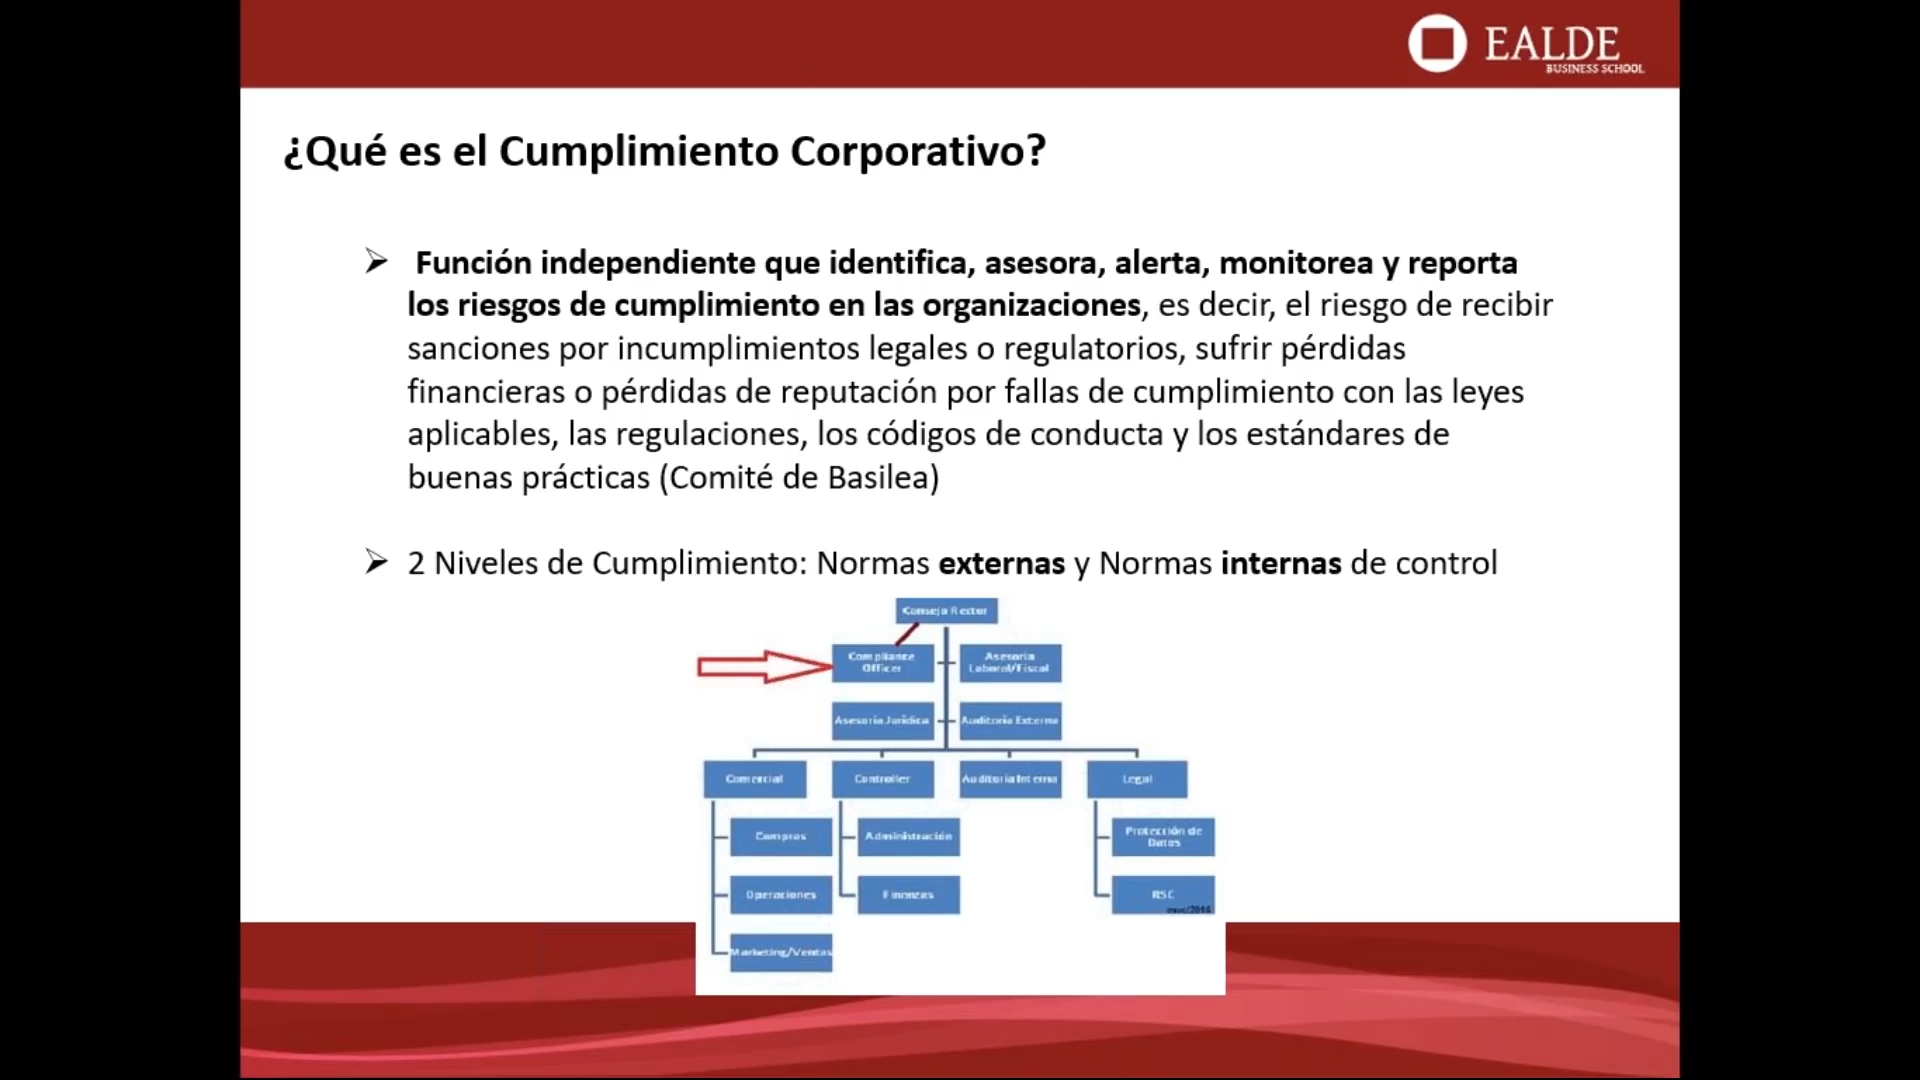 EALDE
BUSINESS SCHOOL
¿Qué es el Cumplimiento Corporativo?
➢ Función independiente que identifica, asesora, alerta, monitorea y reporta
los riesgos de cumplimiento en las organizaciones, es decir, el riesgo de recibir
sanciones por incumplimientos legales o regulatorios, sufrir pérdidas
financieras o pérdidas de reputación por fallas de cumplimiento con las leyes
aplicables, las regulaciones, los códigos de conducta y los estándares de
buenas prácticas (Comité de Basilea)
➢ 2 Niveles de Cumplimiento: Normas externas y Normas internas de control
Consejo Rector
Compliance
Officer
Asesoria
Laboral/Fiscal
Asesoria Juridica
Auditoria Externa
Comercial
Controller
Auditoria Interna
Legal
Compras
Administración
Protección de
Datos
Operaciones
Finanzas
RSC
Marketing/Ventas